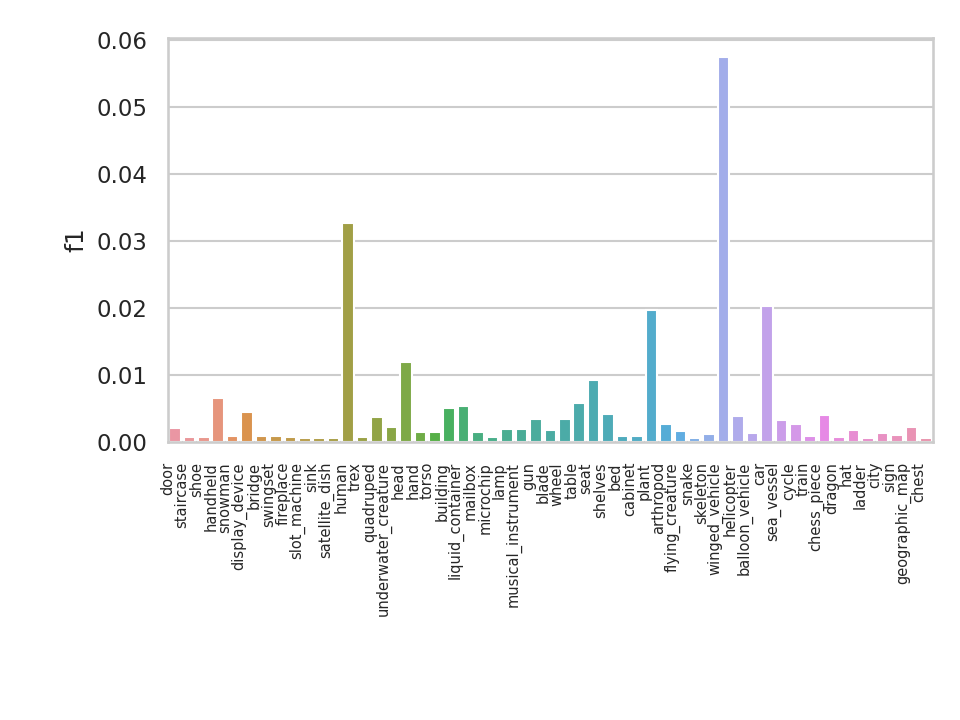 0.06
0.05
0.04
0.03
0.02
0.01
0.00
f1
door
staircase
shoe
handheld
snowman
display_device
bridge
swingset
fireplace
slot_machine
sink
satellite_dish
human
trex
quadruped
underwater_creature
head
hand
torso
building
liquid_container
mailbox
microchip
lamp
musical_instrument
gun
blade
wheel
table
seat
shelves
bed
cabinet
plant
arthropod
flying_creature
snake
skeleton
winged_vehicle
helicopter
balloon_vehicle
car
sea_vessel
cycle
train
chess_piece
dragon
hat
ladder
city
sign
geographic_map
chest